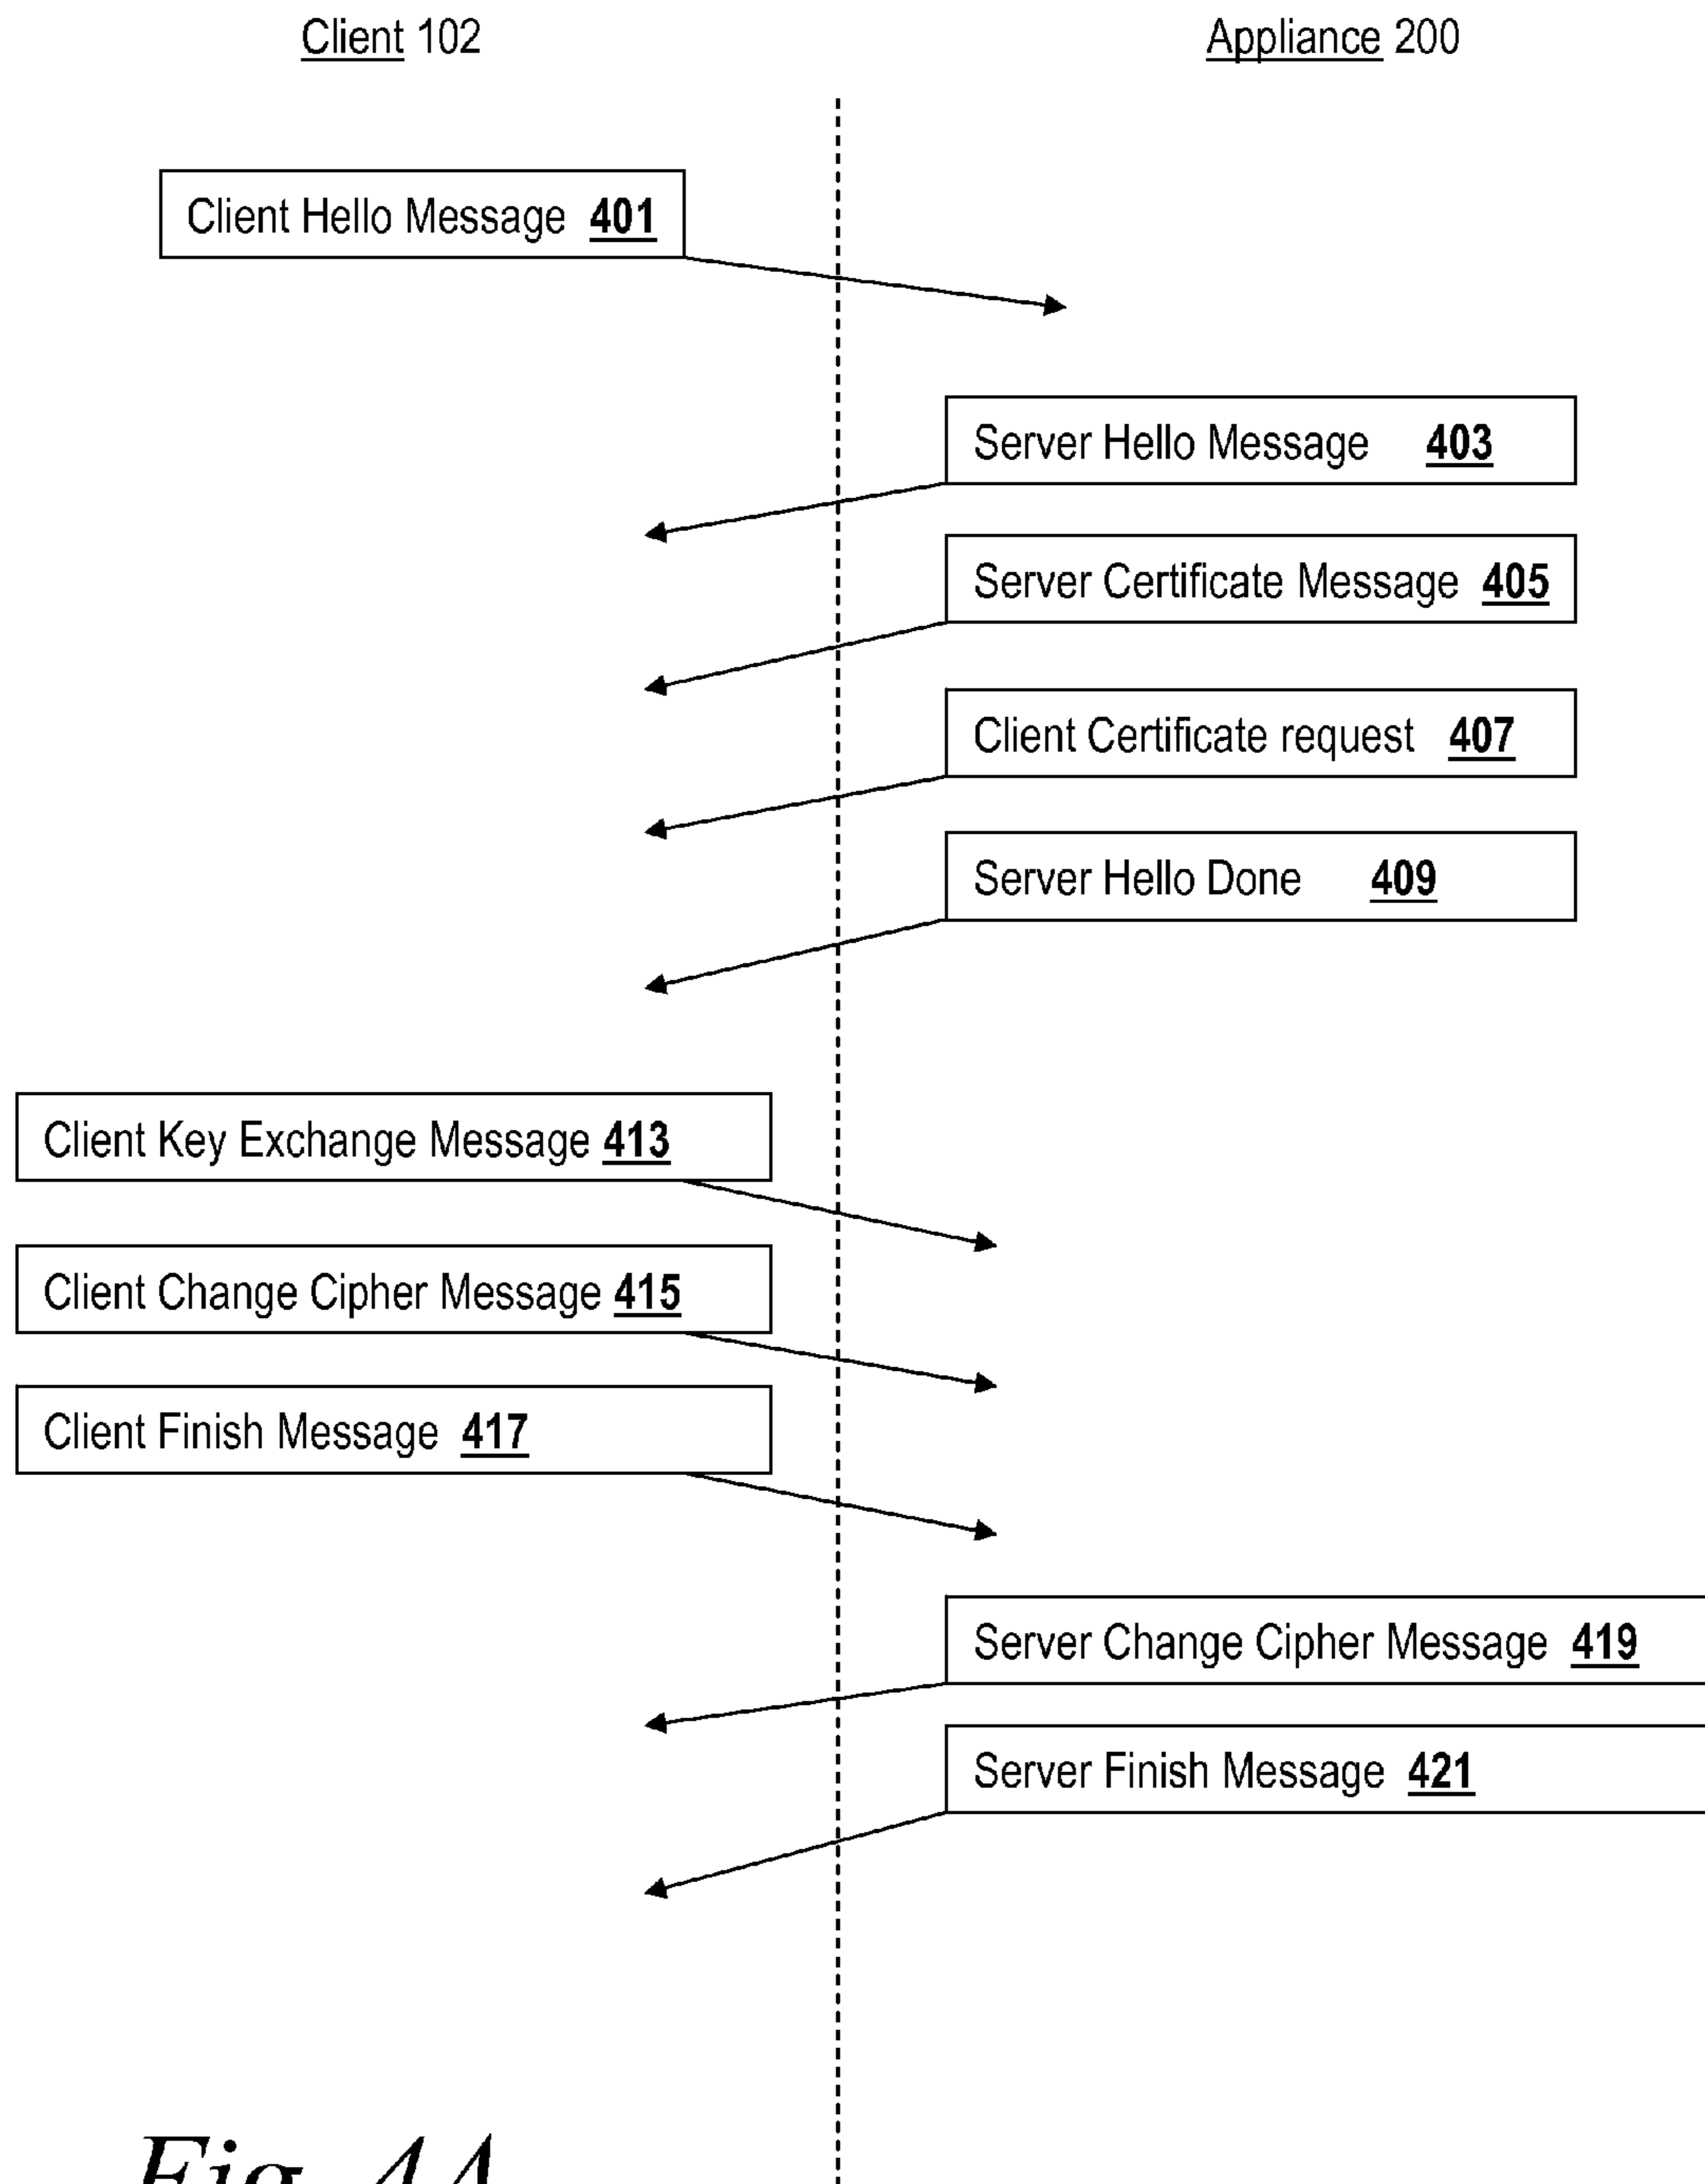 Client 102
Appliance 200
Client Hello Message 401
Server Hello Message 403
Server Certificate Message 405
Client Certificate request 407
Server Hello Done 409
Client Key Exchange Message 413
Client Change Cipher Message 415
Client Finish Message 417
Server Change Cipher Message 419
Server Finish Message 421
Fig. 4A